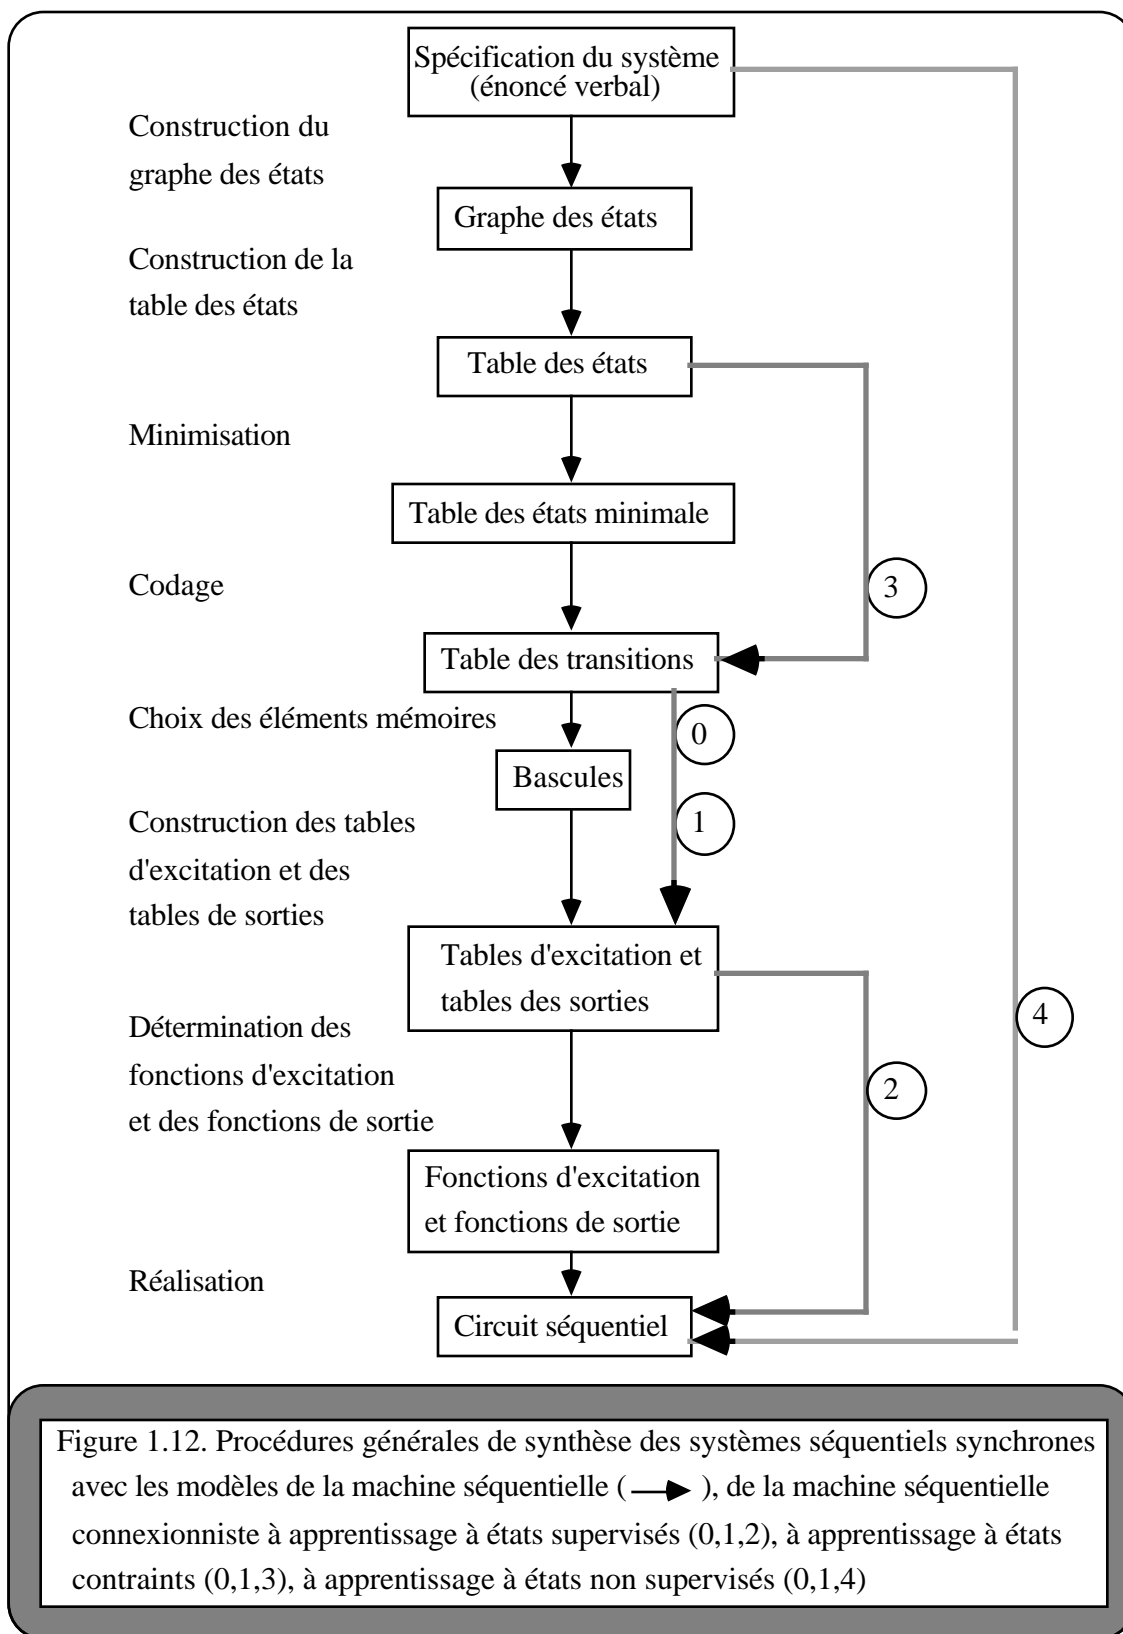 Spécification du système
(énoncé verbal)
Construction du
graphe des états
Graphe des états
Construction de la
table des états
Table des états
Minimisation
Table des états minimale
Codage
3
Table des transitions
Choix des éléments mémoires
0
Bascules
Construction des tables
d'excitation et des
tables de sorties
1
Tables d'excitation et
tables des sorties
4
Détermination des
fonctions d'excitation
et des fonctions de sortie
2
Fonctions d'excitation
et fonctions de sortie
Réalisation
Circuit séquentiel
Figure 1.12. Procédures générales de synthèse des systèmes séquentiels synchrones
avec les modèles de la machine séquentielle ( ), de la machine séquentielle
connexionniste à apprentissage à états supervisés (0,1,2), à apprentissage à états
contraints (0,1,3), à apprentissage à états non supervisés (0,1,4)